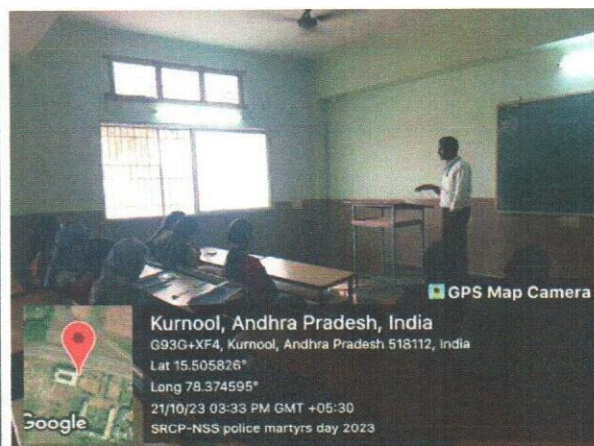 GPS Map Camera
Kurnool, Andhra Pradesh, India
G93G+XF4, Kurnool, Andhra Pradesh 518112, India
Lat 15.505826°
Long 78.374595°
21/10/23 03:33 PM GMT +05:30
SRCP-NSS police martyrs day 2023
Google